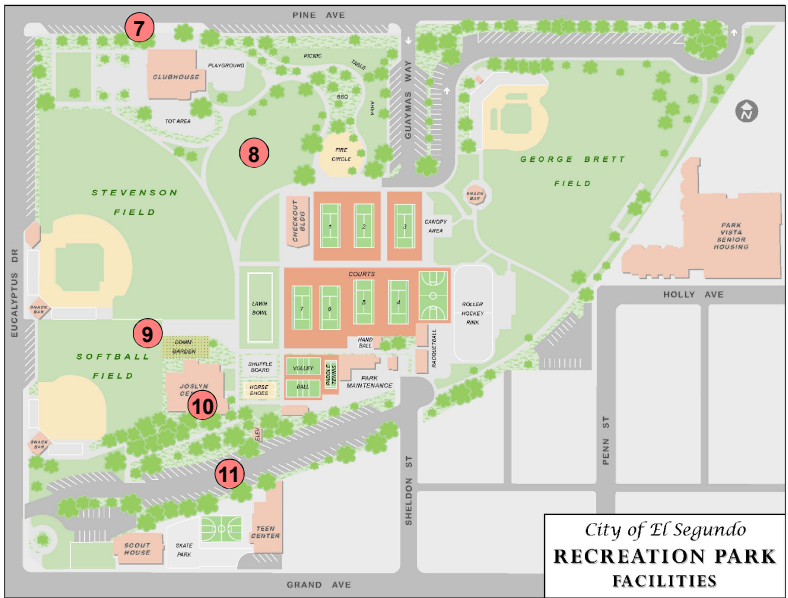 PINE AVE
7
CLUBHOUSE
PLAYGROUND
PICNIC
TABLE
BBQ
AREA
TOT AREA
8
FIRE
CIRCLE
GUAYMAS WAY
N
GEORGE BRETT
FIELD
SNACK
BAR
STEVENSON
FIELD
CHECKOUT
BLDG
1
2
3
CANOPY
AREA
PARK
VISTA
SENIOR
HOUSING
EUCALYPTUS DR
COURTS
LAWN
BOWL
7
6
5
4
ROLLER
HOCKEY
RINK
HOLLY AVE
SNACK
BAR
9
SOFTBALL
FIELD
GARDEN
HAND
BALL
RACQUETBALL
SHUFFLE
BOARD
VOLLEY
BALL
PADDLE
TENNIS
PARK
MAINTENANCE
JOSLYN
HORSE
SHOES
10
SNACK
BAR
ELEV
11
SHELDON ST
PENN ST
SCOUT
HOUSE
SKATE
PARK
TEEN
CENTER
GRAND AVE
City of El Segundo
RECREATION PARK
FACILITIES